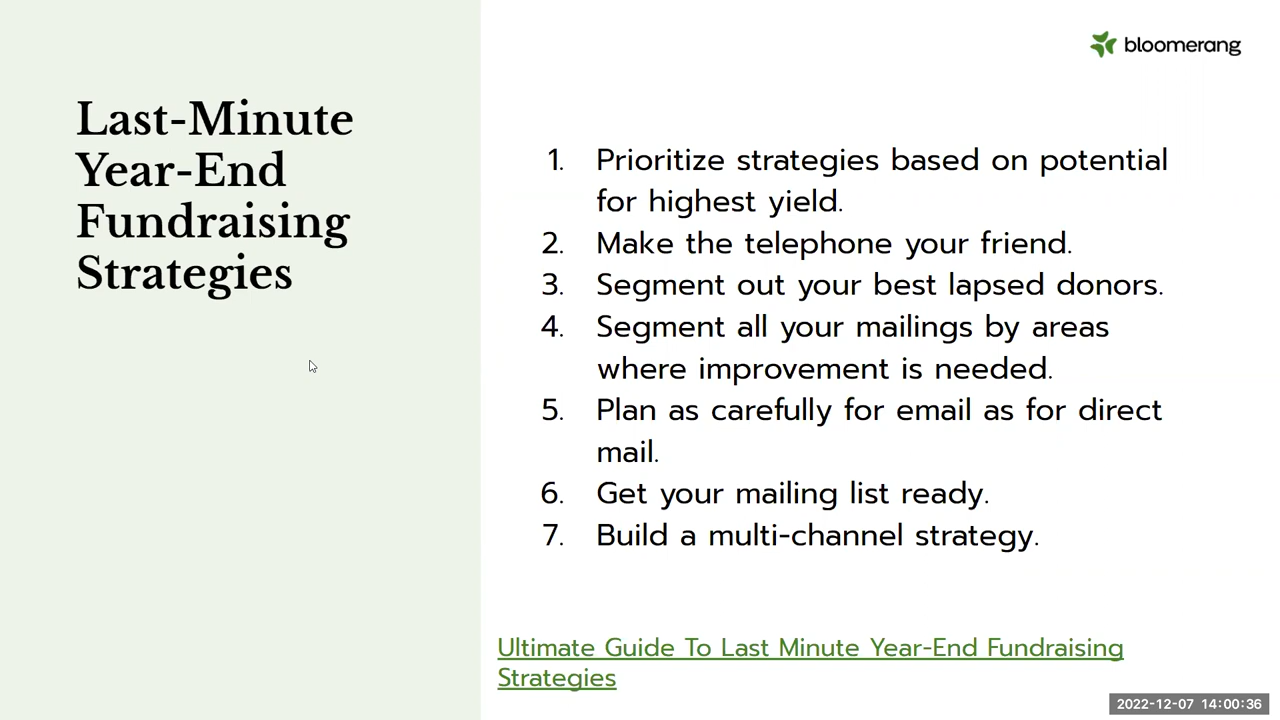 Last-Minute
Year-End
Fundraising
Strategies
bloomerang
1. Prioritize strategies based on potential
for highest yield.
2. Make the telephone your friend.
3. Segment out your best lapsed donors.
4. Segment all your mailings by areas
where improvement is needed.
5. Plan as carefully for email as for direct
mail.
6. Get your mailing list ready.
7. Build a multi-channel strategy.
Ultimate Guide To Last Minute Year-End Fundraising
Strategies
2022-12-07 14:00:36